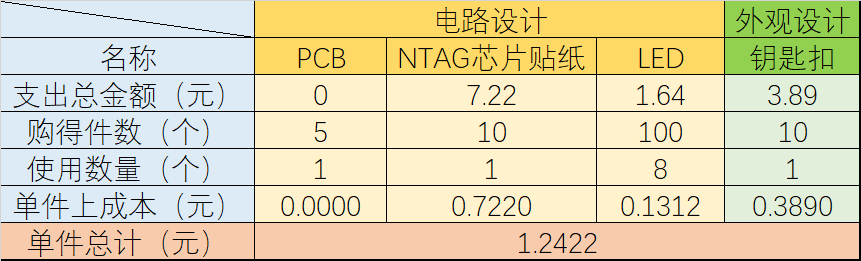 电路设计 外观设计
名称 PCB NTAG芯片贴纸 LED 钥匙扣
支出总金额（元） 0 7.22 1.64 3.89
购得件数（个） 5 10 100 10
使用数量（个） 1 1 8 1
单件上成本（元） 0.0000 0.7220 0.1312 0.3890
单件总计（元） 1.2422